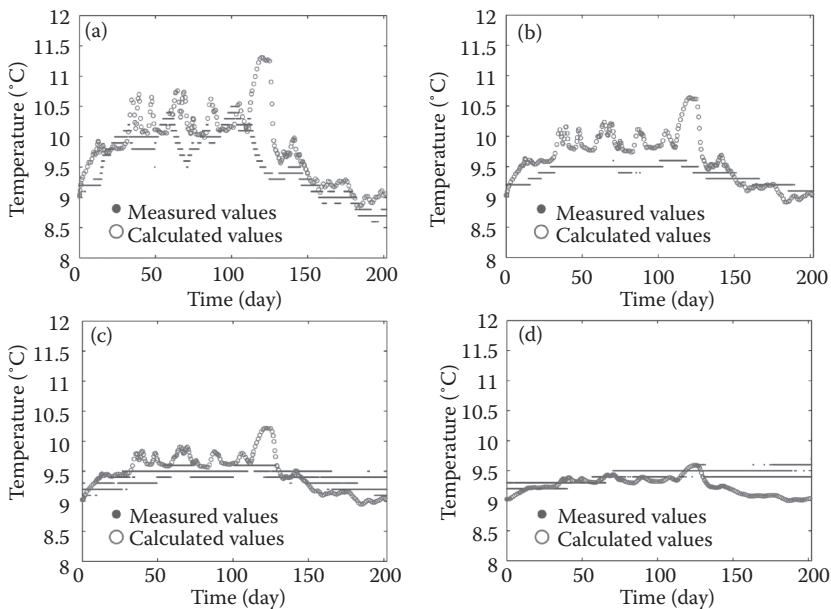 (a)
Temperature (°C)
12
11.5
11
10.5
10
9.5
9
8.5
8
Measured values
Calculated values
0
50
100
150
200
Time (day)
(b)
Temperature (°C)
12
11.5
11
10.5
10
9.5
9
8.5
8
Measured values
Calculated values
0
50
100
150
200
Time (day)
(c)
Temperature (°C)
12
11.5
11
10.5
10
9.5
9
8.5
8
Measured values
Calculated values
0
50
100
150
200
Time (day)
(d)
Temperature (°C)
12
11.5
11
10.5
10
9.5
9
8.5
8
Measured values
Calculated values
0
50
100
150
200
Time (day)